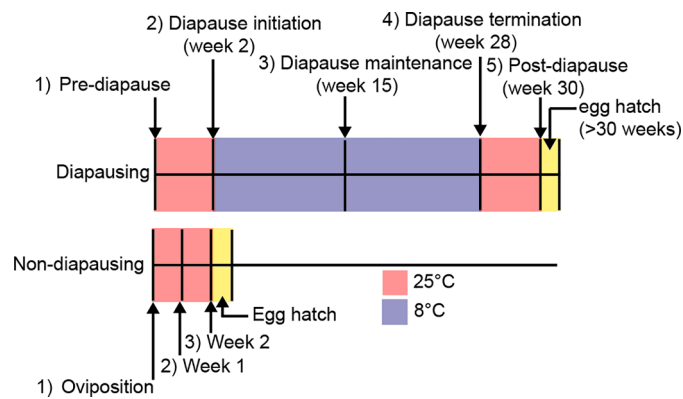 2) Diapause initiation
(week 2)
4) Diapause termination
(week 28)
3) Diapause maintenance
(week 15)
5) Post-diapause
(week 30)
1) Pre-diapause
egg hatch
(>30 weeks)
Diapausing
Non-diapausing
25°C
8°C
Egg hatch
3) Week 2
2) Week 1
1) Oviposition